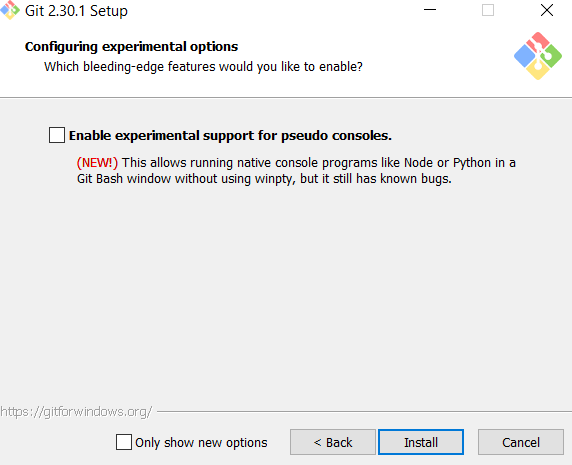 Git 2.30.1 Setup
Configuring experimental options
Which bleeding-edge features would you like to enable?
Enable experimental support for pseudo consoles.
(NEW!) This allows running native console programs like Node or Python in a
Git Bash window without using winpty, but it still has known bugs.
https://gitforwindows.org/
Only show new options
< Back
Install
Cancel